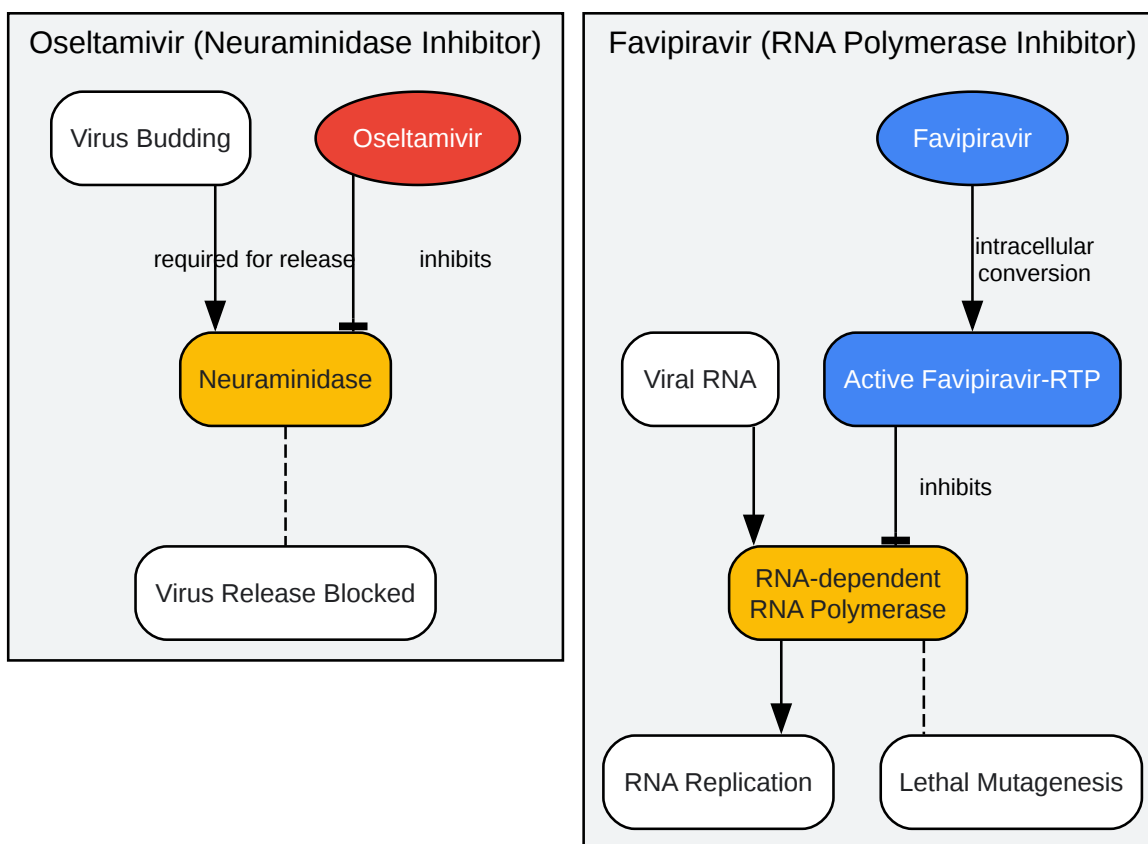 Oseltamivir (Neuraminidase Inhibitor)
Virus Budding
Oseltamivir
required for release
inhibits
Neuraminidase
Virus Release Blocked
Favipiravir (RNA Polymerase Inhibitor)
Favipiravir
intracellular
conversion
Viral RNA
Active Favipiravir-RTP
inhibits
RNA-dependent
RNA Polymerase
RNA Replication
Lethal Mutagenesis